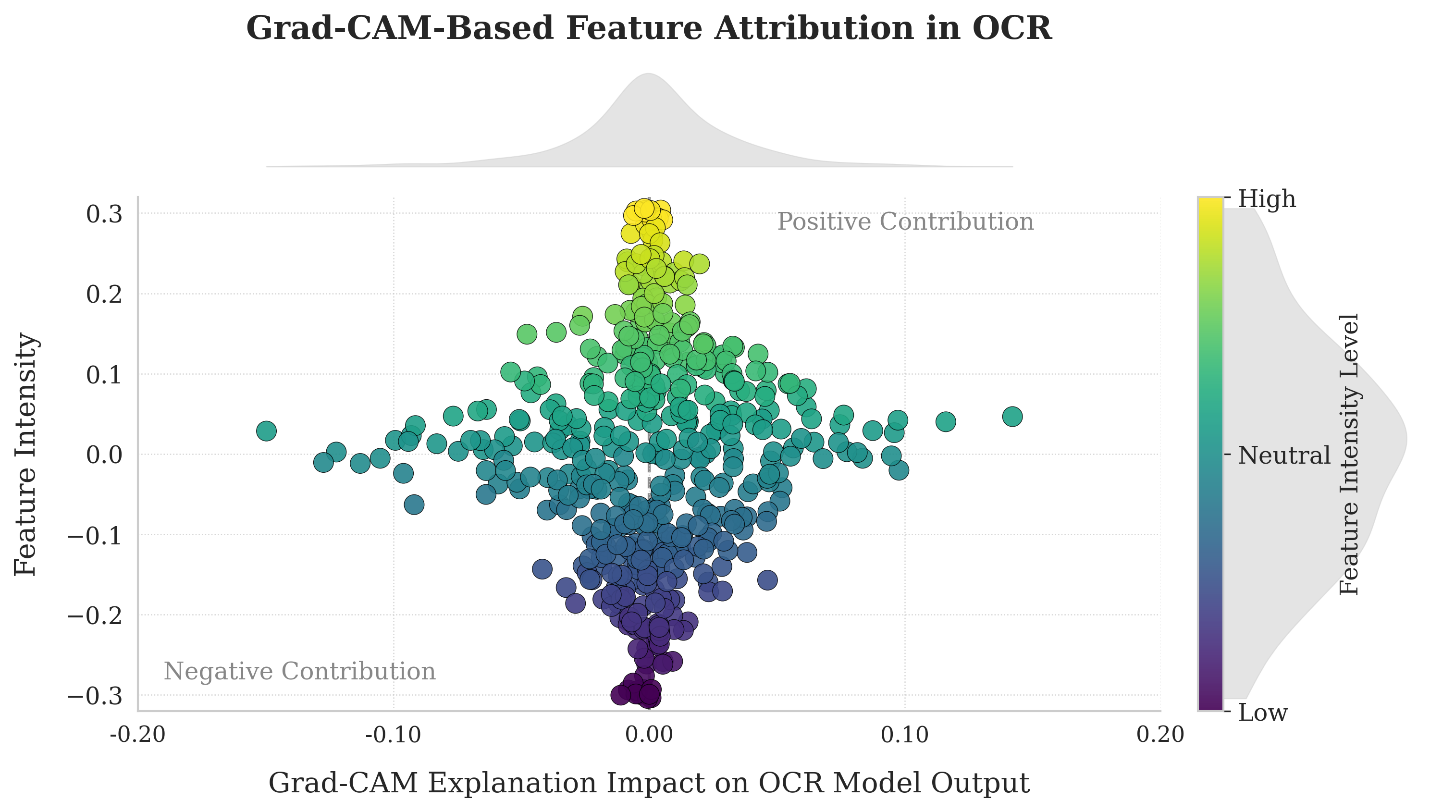 Grad-CAM-Based Feature Attribution in OCR
Positive Contribution
Negative Contribution
Feature Intensity
0.3
0.2
0.1
0.0
−0.1
−0.2
−0.3
-0.20
-0.10
0.00
0.10
0.20
Grad-CAM Explanation Impact on OCR Model Output
High
Neutral
Low
Feature Intensity Level